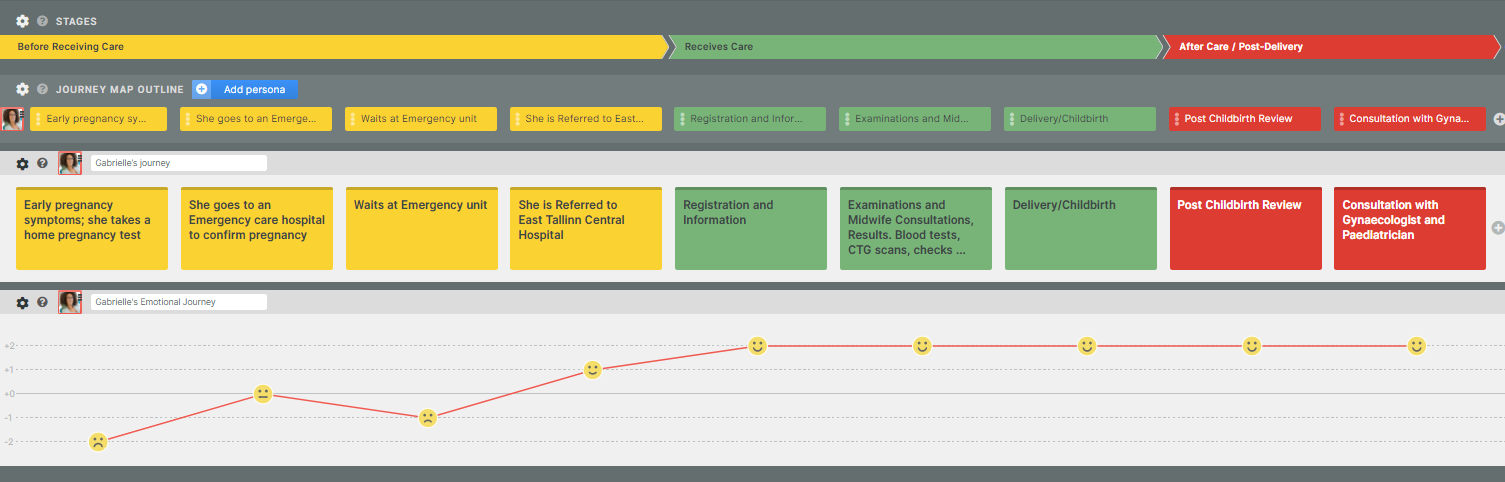 STAGES
Before Receiving Care
Receives Care
After Care / Post-Delivery
JOURNEY MAP OUTLINE
Add persona
Early pregnancy sy...
She goes to an Emerge...
Waits at Emergency unit
She is Referred to East...
Registration and Infor...
Examinations and Mid...
Delivery/Childbirth
Post Childbirth Review
Consultation with Gyna...
Gabrielle's journey
Early pregnancy
symptoms; she takes a
home pregnancy test
She goes to an
Emergency care hospital
to confirm pregnancy
Waits at Emergency unit
She is Referred to
East Tallinn Central
Hospital
Registration and
Information
Examinations and
Midwife Consultations,
Results. Blood tests,
CTG scans, checks ...
Delivery/Childbirth
Post Childbirth Review
Consultation with
Gynaecologist and
Paediatrician
Gabrielle's Emotional Journey
+2
+1
+0
-1
-2